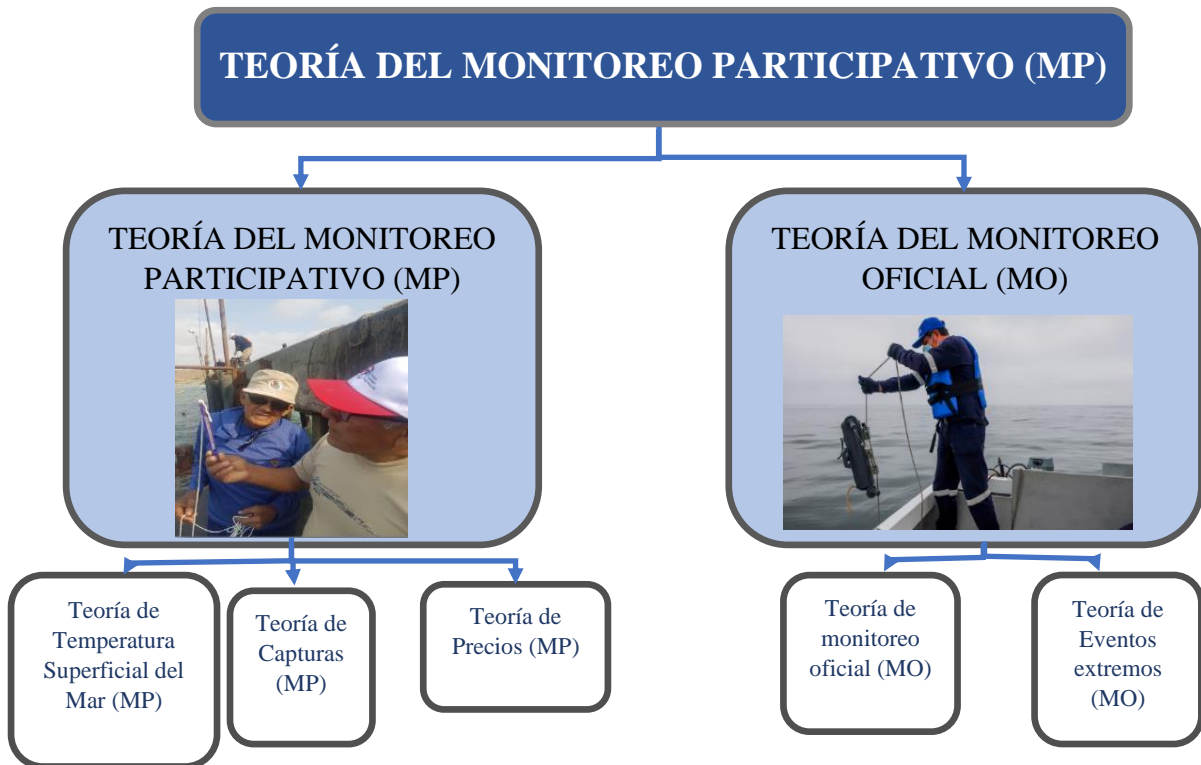 TEORÍA DEL MONITOREO PARTICIPATIVO (MP)
TEORÍA DEL MONITOREO
PARTICIPATIVO (MP)
TEORÍA DEL MONITOREO
OFICIAL (MO)
Teoría de
Temperatura
Superficial del
Mar (MP)
Teoría de
Capturas
(MP)
Teoría de
Precios (MP)
Teoría de
monitoreo
oficial (MO)
Teoría de
Eventos
extremos
(MO)